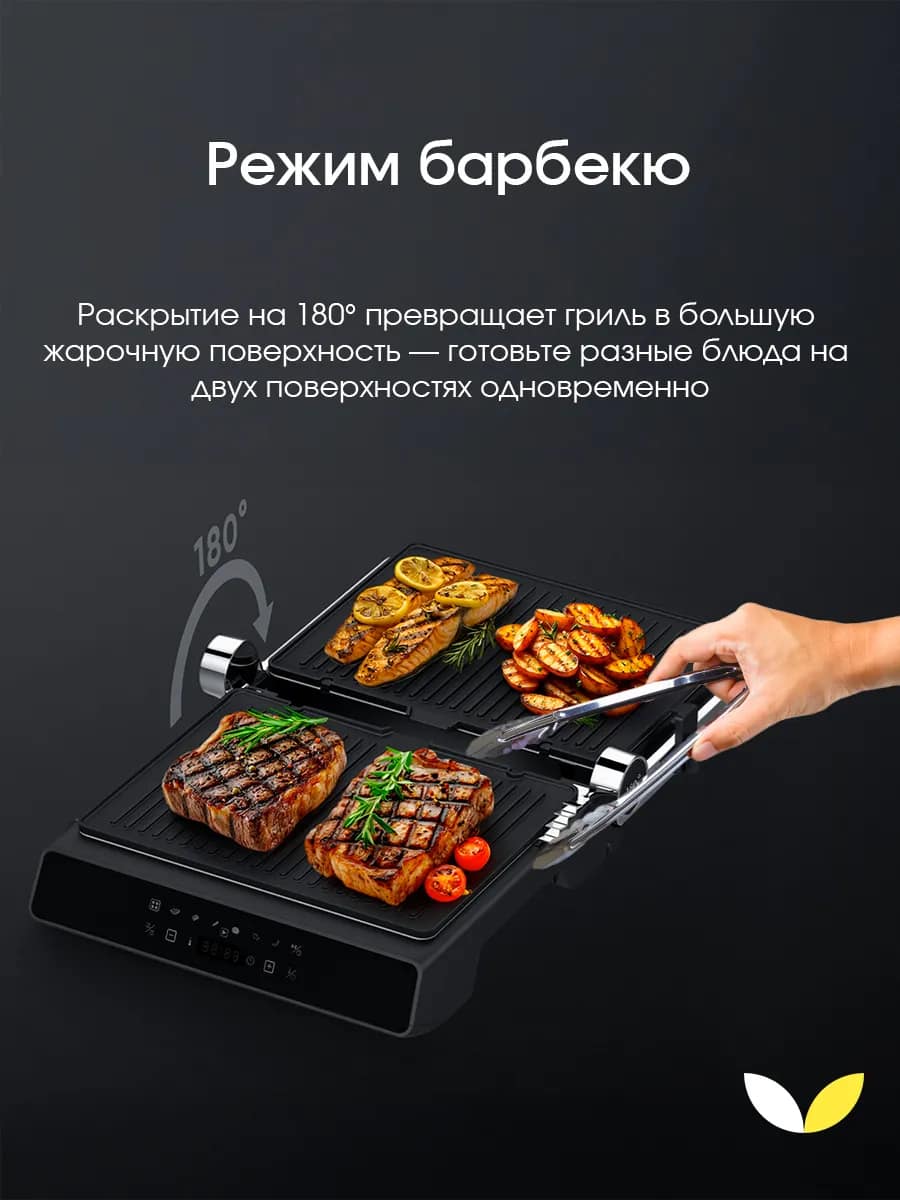 Режим барбекю
Раскрытие на 180° превращает гриль в большую
жарочную поверхность — готовьте разные блюда на
двух поверхностях одновременно
180°